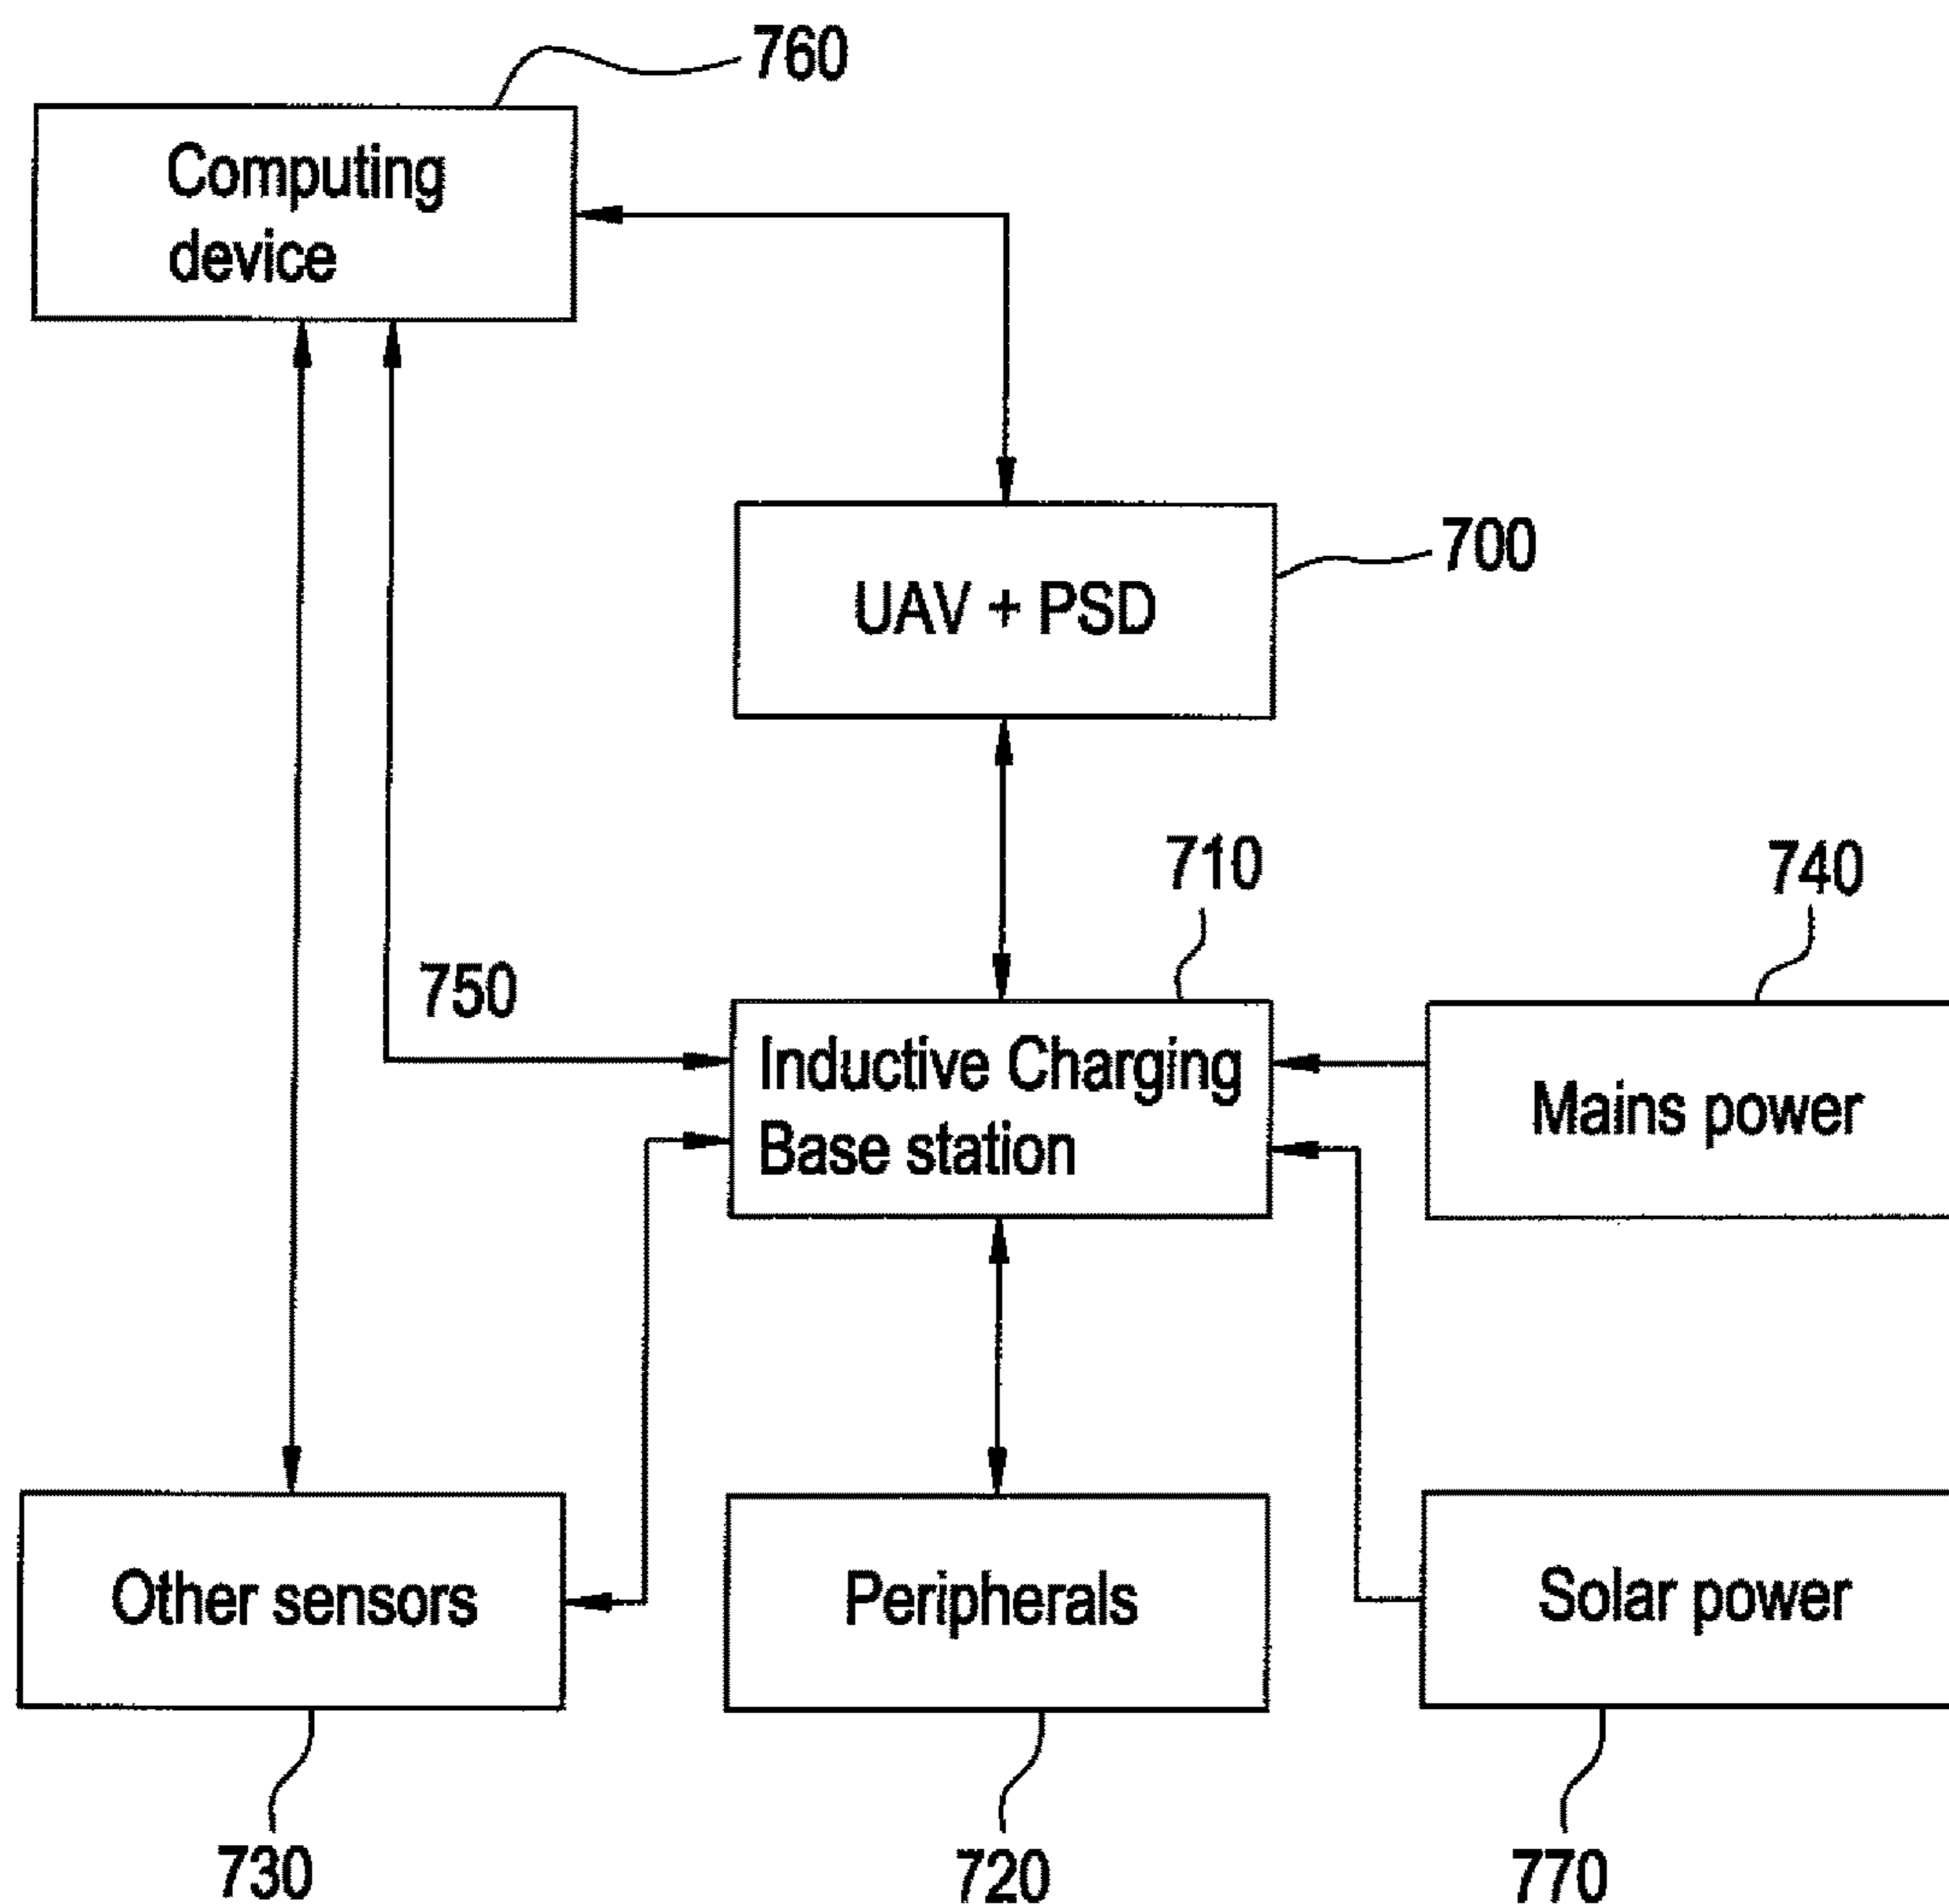 760
Computing
device
700
UAV + PSD
710
740
750
Inductive Charging
Base station
Mains power
Other sensors
Peripherals
Solar power
730
720
770